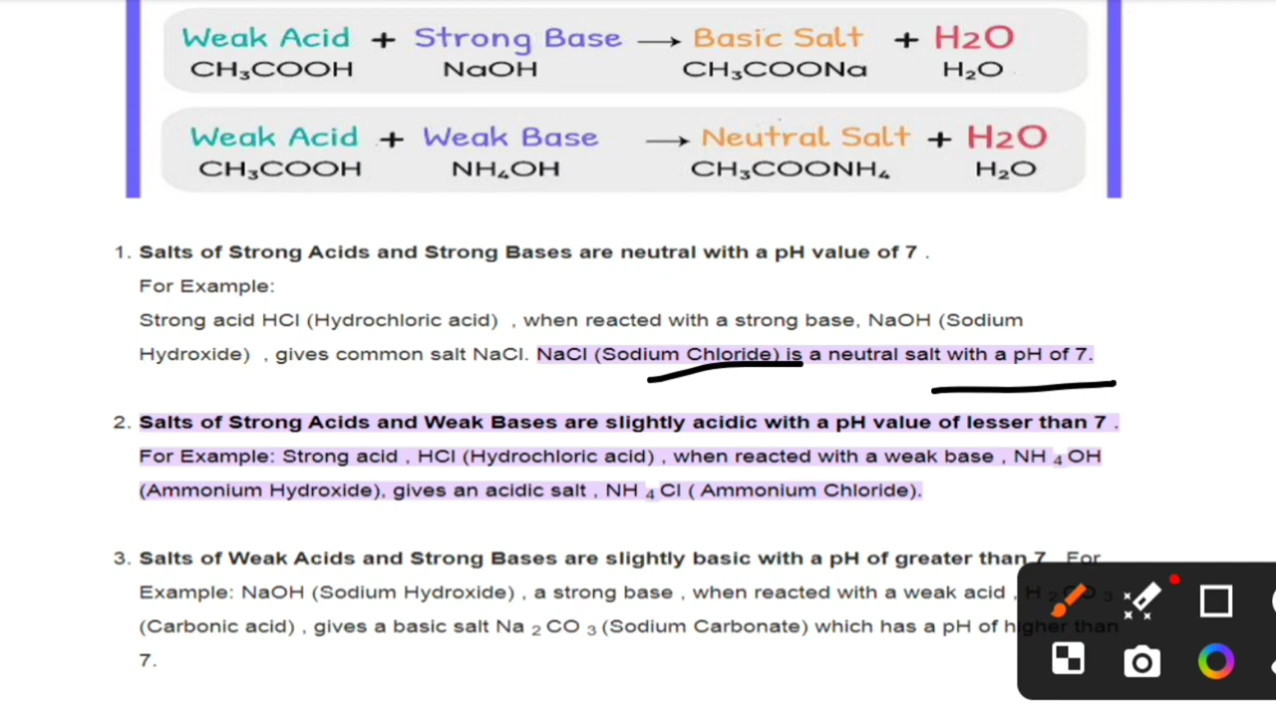 Weak Acid + Strong Base → Basic Salt + H2O
CH₃COOH NaOH CH₃COONa H₂O
Weak Acid + Weak Base → Neutral Salt + H2O
CH₃COOH NH₄OH CH₃COONH₄ H₂O
1. Salts of Strong Acids and Strong Bases are neutral with a pH value of 7 .
For Example:
Strong acid HCl (Hydrochloric acid) , when reacted with a strong base, NaOH (Sodium
Hydroxide) , gives common salt NaCl. NaCl (Sodium Chloride) is a neutral salt with a pH of 7.
2. Salts of Strong Acids and Weak Bases are slightly acidic with a pH value of lesser than 7 .
For Example: Strong acid , HCl (Hydrochloric acid) , when reacted with a weak base , NH ₄ OH
(Ammonium Hydroxide), gives an acidic salt , NH ₄ Cl ( Ammonium Chloride).
3. Salts of Weak Acids and Strong Bases are slightly basic with a pH of greater than 7 For
Example: NaOH (Sodium Hydroxide) , a strong base , when reacted with a weak acid , H ₂ CO ₃
(Carbonic acid) , gives a basic salt Na ₂ CO ₃ (Sodium Carbonate) which has a pH of higher than
7.